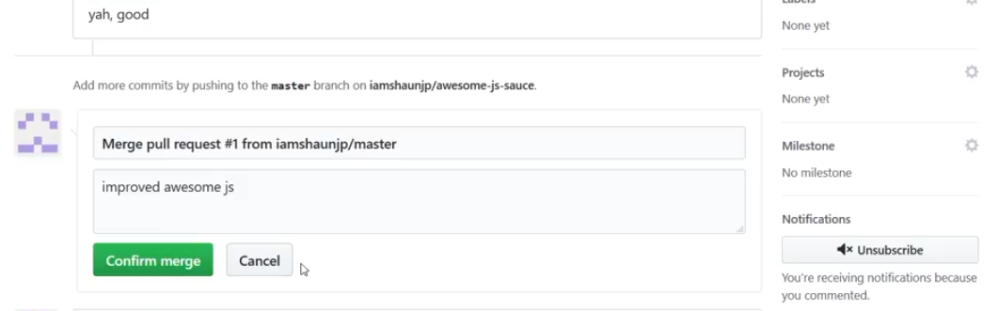 yah, good
Add more commits by pushing to the master branch on iamshaunjp/awesome-js-sauce.
Merge pull request #1 from iamshaunjp/master
improved awesome js
Confirm merge
Cancel
Labels
None yet
Projects
None yet
Milestone
No milestone
Notifications
Unsubscribe
You're receiving notifications because
you commented.